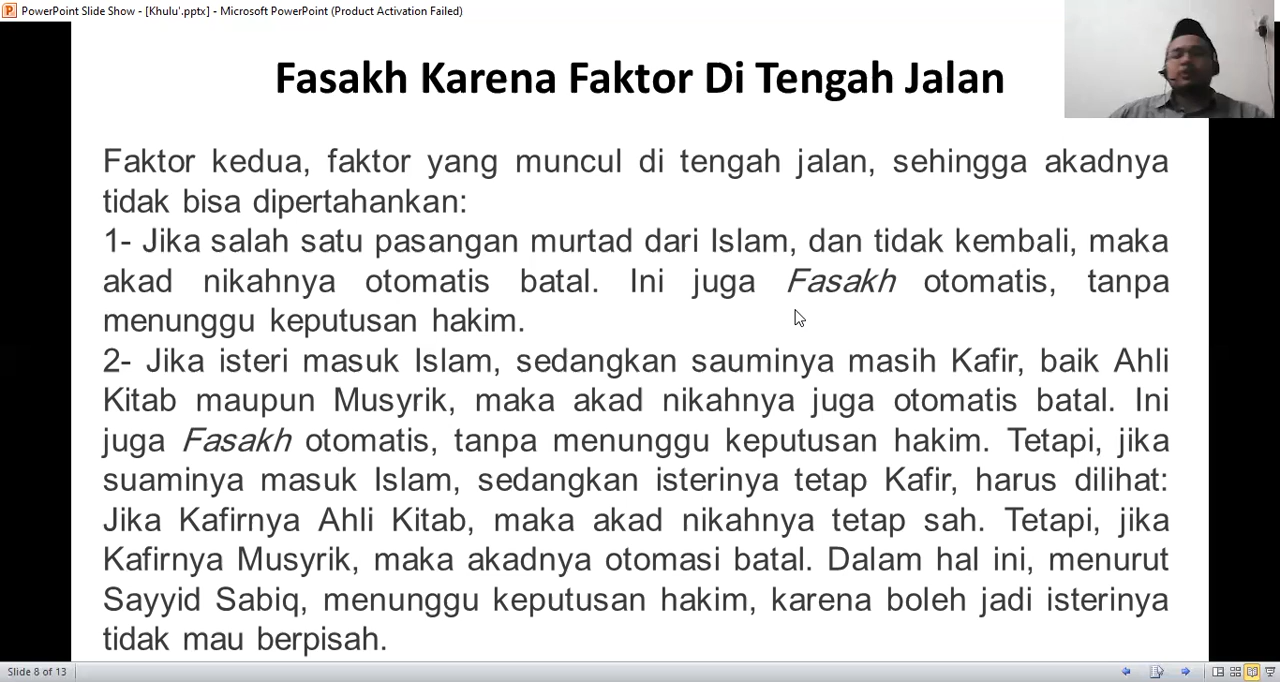 PowerPoint Slide Show - [Khulu'.pptx] - Microsoft PowerPoint (Product Activation Failed)
Fasakh Karena Faktor Di Tengah Jalan
Faktor kedua, faktor yang muncul di tengah jalan, sehingga akadnya
tidak bisa dipertahankan:
1- Jika salah satu pasangan murtad dari Islam, dan tidak kembali, maka
akad nikahnya otomatis batal. Ini juga Fasakh otomatis, tanpa
menunggu keputusan hakim.
2- Jika isteri masuk Islam, sedangkan sauminya masih Kafir, baik Ahli
Kitab maupun Musyrik, maka akad nikahnya juga otomatis batal. Ini
juga Fasakh otomatis, tanpa menunggu keputusan hakim. Tetapi, jika
suaminya masuk Islam, sedangkan isterinya tetap Kafir, harus dilihat:
Jika Kafirnya Ahli Kitab, maka akad nikahnya tetap sah. Tetapi, jika
Kafirnya Musyrik, maka akadnya otomasi batal. Dalam hal ini, menurut
Sayyid Sabiq, menunggu keputusan hakim, karena boleh jadi isterinya
tidak mau berpisah.
Slide 8 of 13